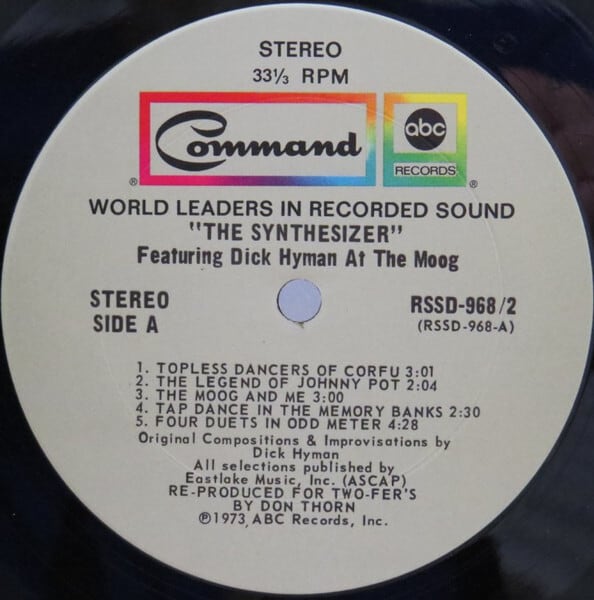 STEREO
33⅓ RPM
Command
abc
RECORDS
®
®
WORLD LEADERS IN RECORDED SOUND
"THE SYNTHESIZER"
Featuring Dick Hyman At The Moog
STEREO
SIDE A
RSSD-968/2
(RSSD-968-A)
1. TOPLESS DANCERS OF CORFU 3:01
2. THE LEGEND OF JOHNNY POT 2:04
3. THE MOOG AND ME 3:00
4. TAP DANCE IN THE MEMORY BANKS 2:30
5. FOUR DUETS IN ODD METER 4:28
Original Compositions & Improvisations by
Dick Hyman
All selections published by
Eastlake Music, Inc. (ASCAP)
RE-PRODUCED FOR TWO-FER'S
BY DON THORN
℗1973, ABC Records, Inc.